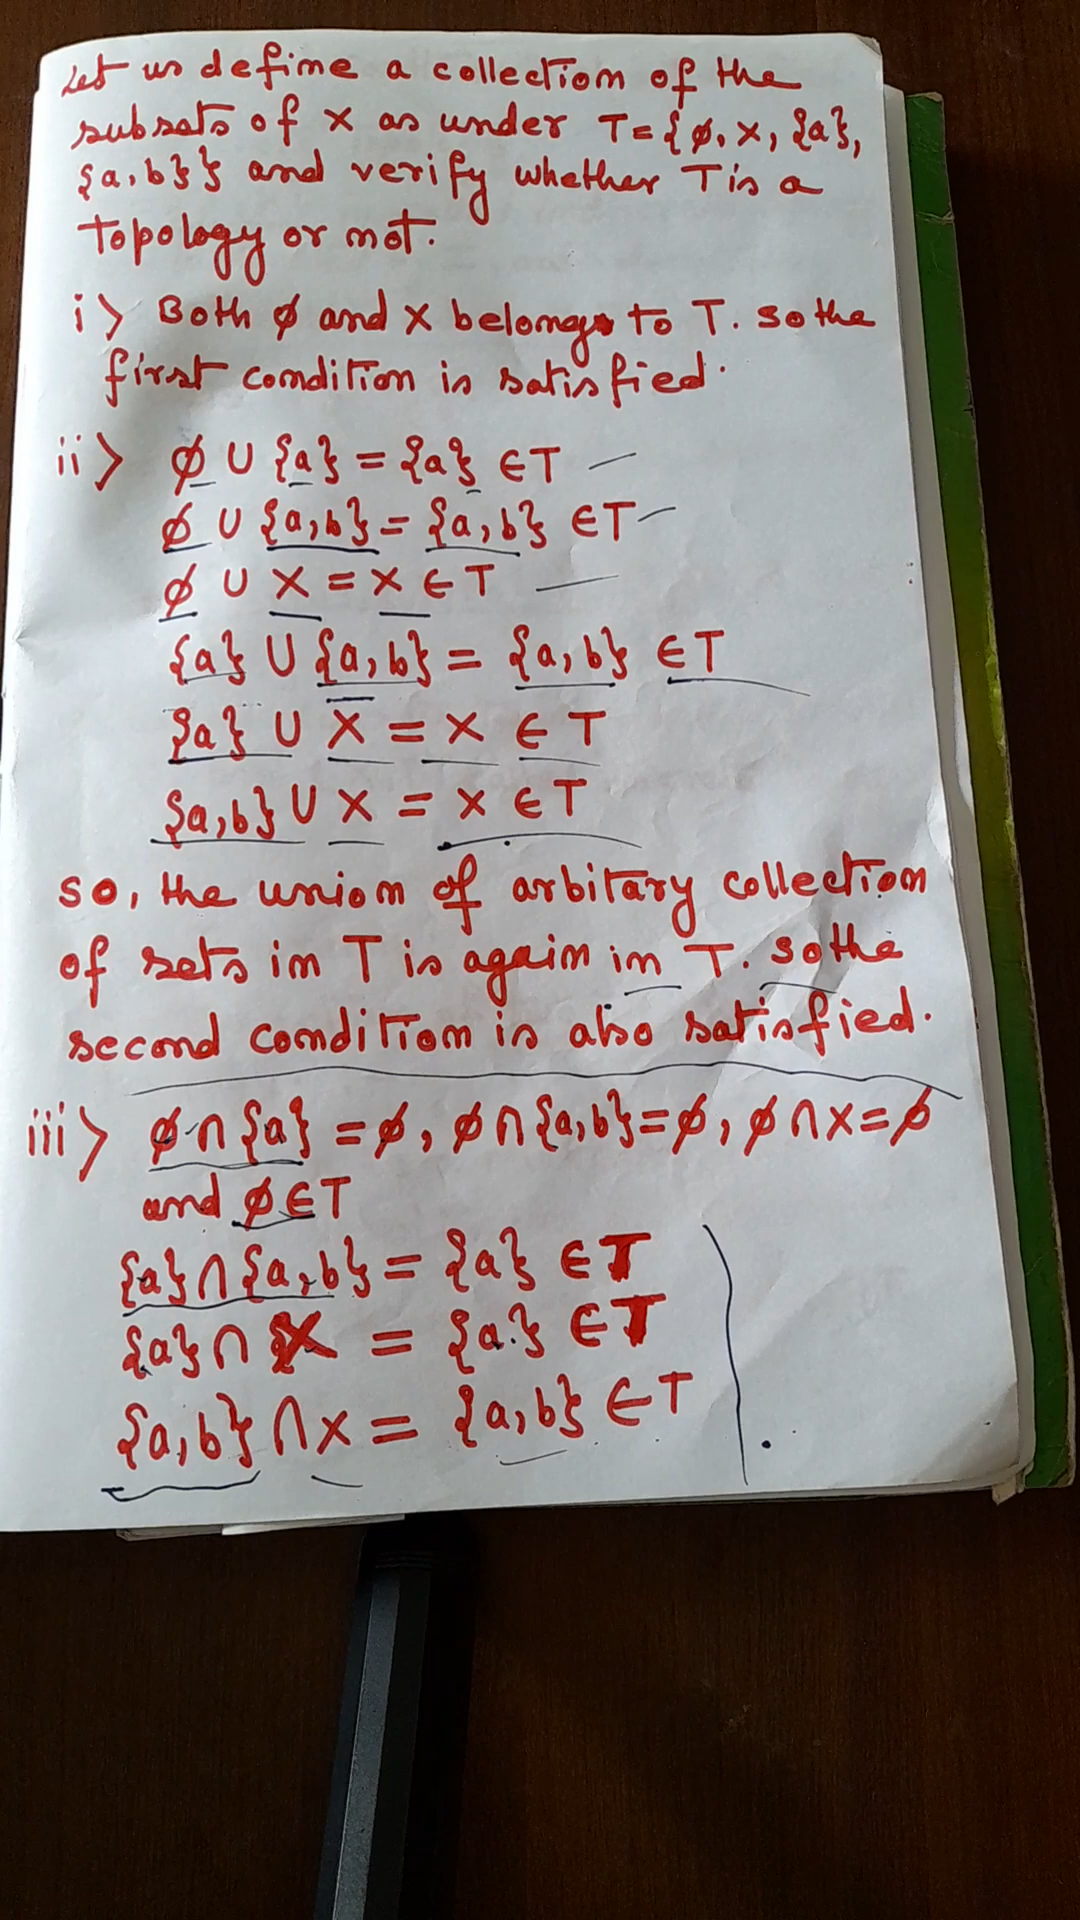 Let us define a collection of the
subsets of X as under T = {ϕ, X, {a},
{a, b}} and verify whether T is a
topology or not.
i> Both ϕ and X belongs to T. so the
first condition is satisfied.
ii> ϕ ∪ {a} = {a} ∈ T
ϕ ∪ {a, b} = {a, b} ∈ T
ϕ ∪ X = X ∈ T
{a} ∪ {a, b} = {a, b} ∈ T
{a} ∪ X = X ∈ T
{a, b} ∪ X = X ∈ T
so, the union of arbitary collection
of sets in T is again in T. so the
second condition is also satisfied.
iii> ϕ ∩ {a} = ϕ, ϕ ∩ {a, b} = ϕ, ϕ ∩ X = ϕ
and ϕ ∈ T
{a} ∩ {a, b} = {a} ∈ T
{a} ∩ X = {a} ∈ T
{a, b} ∩ X = {a, b} ∈ T